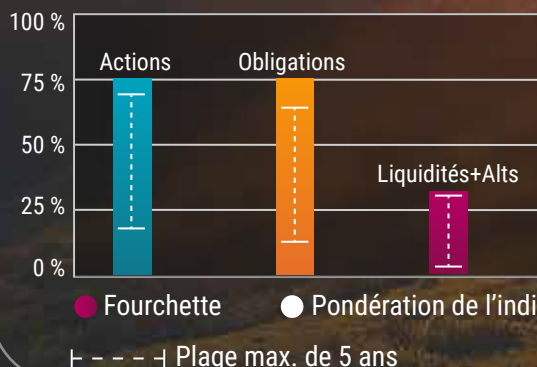 100 %
Actions
Obligations
75 %
50 %
Liquidités+Alts
25 %
0 %
Fourchette
Pondération de l'indi
Plage max. de 5 ans